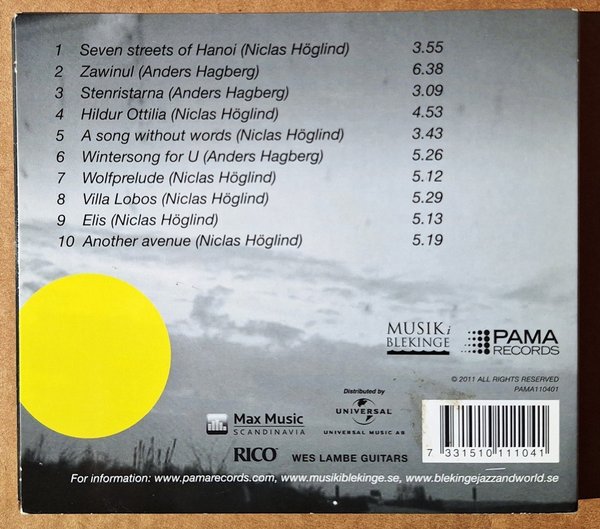 1 Seven streets of Hanoi (Niclas Höglind) 3.55
2 Zawinul (Anders Hagberg) 6.38
3 Stenristarna (Anders Hagberg) 3.09
4 Hildur Ottilia (Niclas Höglind) 4.53
5 A song without words (Niclas Höglind) 3.43
6 Wintersong for U (Anders Hagberg) 5.26
7 Wolfprelude (Niclas Höglind) 5.12
8 Villa Lobos (Niclas Höglind) 5.29
9 Elis (Niclas Höglind) 5.13
10 Another avenue (Niclas Höglind) 5.19
MUSIK i
BLEKINGE
PAMA
RECORDS
© 2011 ALL RIGHTS RESERVED
PAMA110401
Distributed by
UNIVERSAL
UNIVERSAL MUSIC AB
Max Music
SCANDINAVIA
RICO
WES LAMBE GUITARS
7 331510 111041
For information: www.pamarecords.com, www.musikiblekinge.se, www.blekingejazzandworld.se